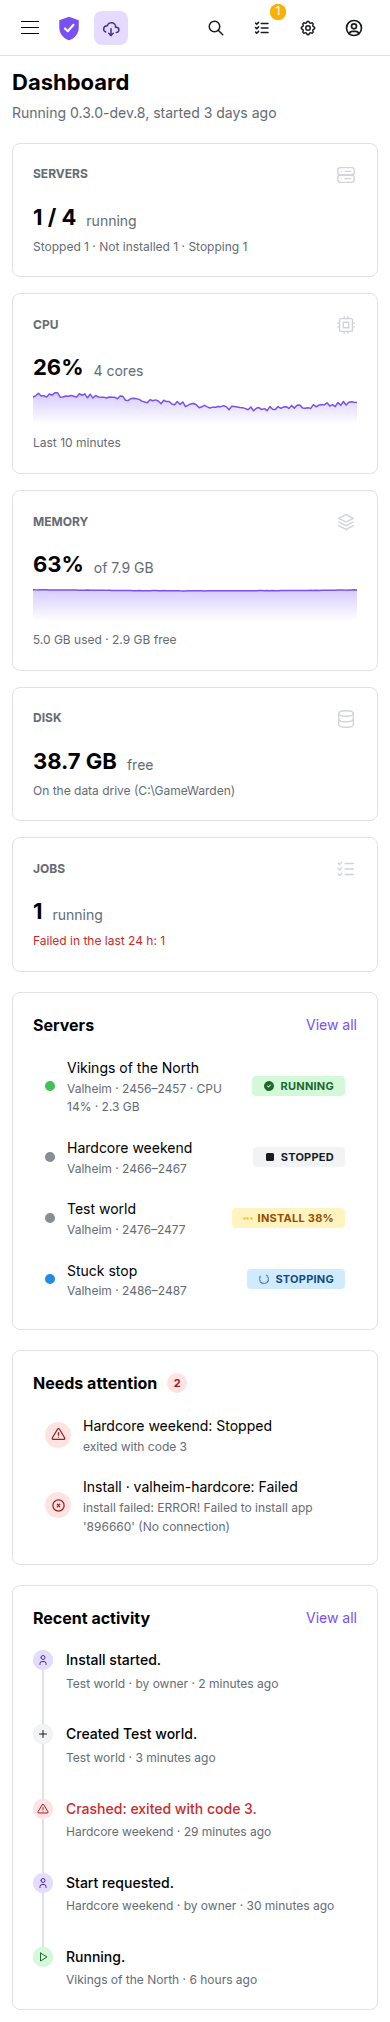 1
Dashboard
Running 0.3.0-dev.8, started 3 days ago
SERVERS
1 / 4 running
Stopped 1 · Not installed 1 · Stopping 1
CPU
26% 4 cores
Last 10 minutes
MEMORY
63% of 7.9 GB
5.0 GB used · 2.9 GB free
DISK
38.7 GB free
On the data drive (C:\GameWarden)
JOBS
1 running
Failed in the last 24 h: 1
Servers View all
Vikings of the North
Valheim · 2456–2457 · CPU
14% · 2.3 GB
RUNNING
Hardcore weekend
Valheim · 2466–2467
STOPPED
Test world
Valheim · 2476–2477
INSTALL 38%
Stuck stop
Valheim · 2486–2487
STOPPING
Needs attention 2
Hardcore weekend: Stopped
exited with code 3
Install · valheim-hardcore: Failed
install failed: ERROR! Failed to install app
'896660' (No connection)
Recent activity View all
Install started.
Test world · by owner · 2 minutes ago
Created Test world.
Test world · 3 minutes ago
Crashed: exited with code 3.
Hardcore weekend · 29 minutes ago
Start requested.
Hardcore weekend · by owner · 30 minutes ago
Running.
Vikings of the North · 6 hours ago